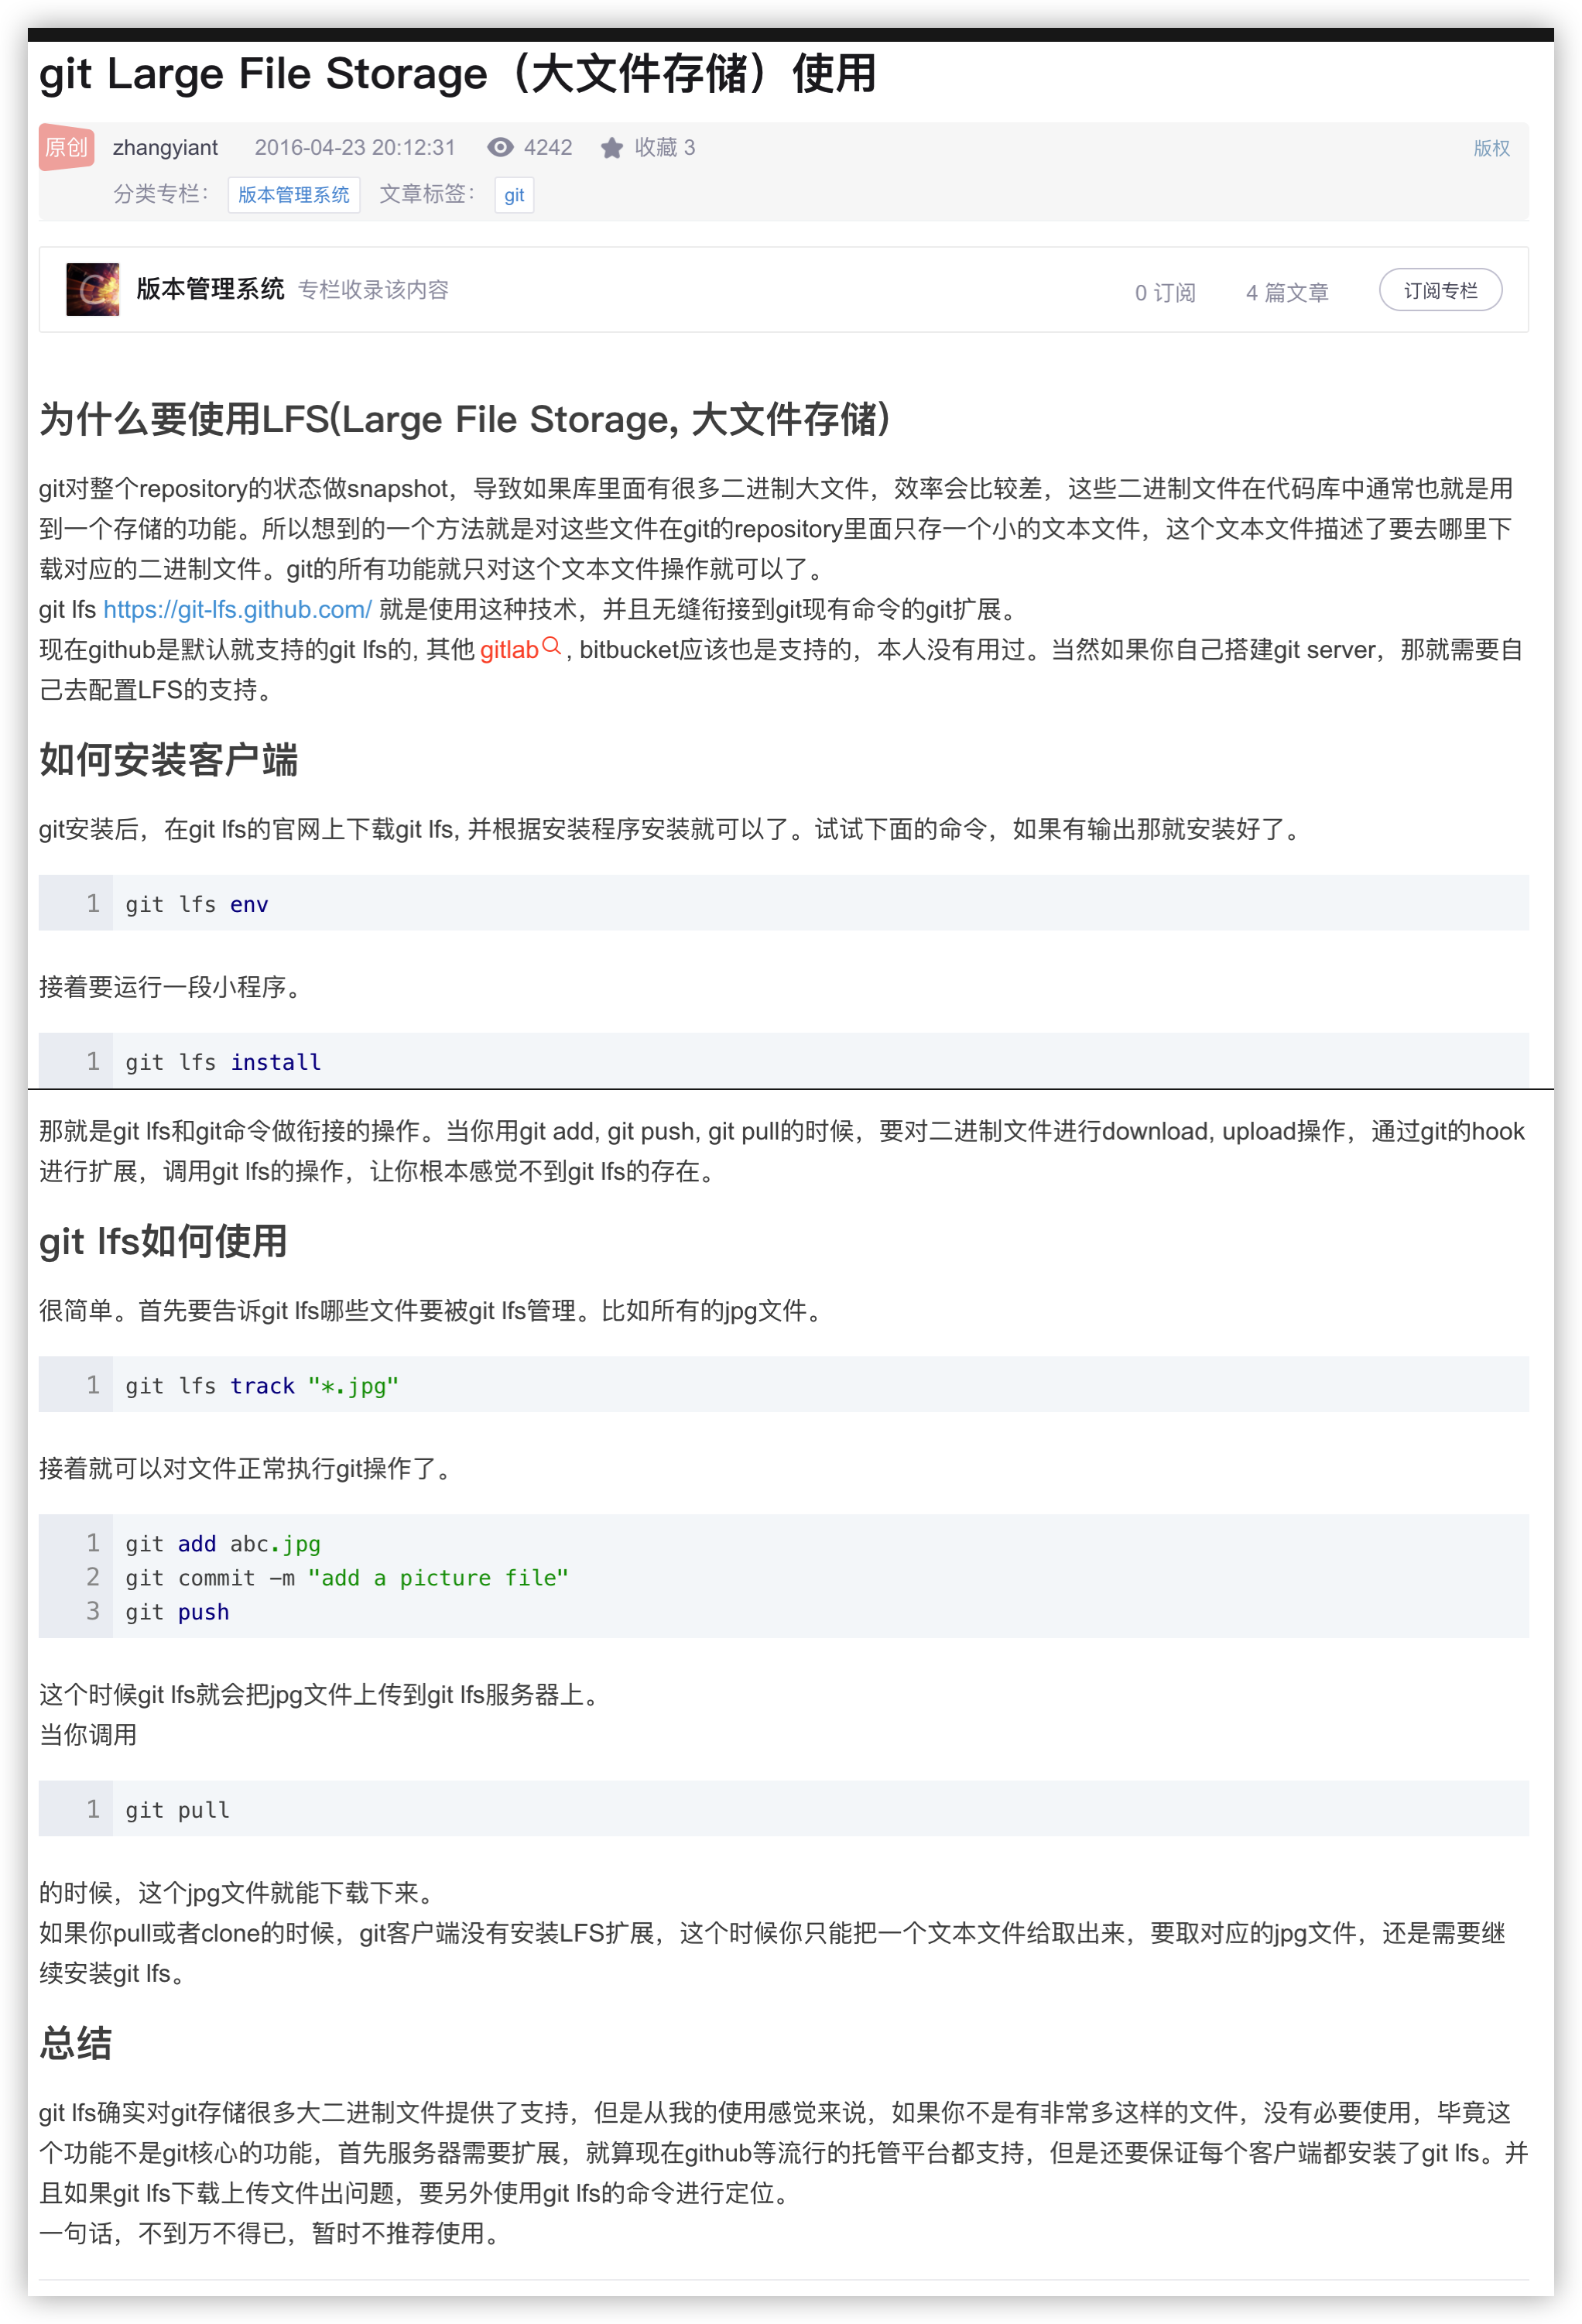 git Large File Storage（大文件存储）使用
原创 zhangyiant 2016-04-23 20:12:31 4242 收藏 3 版权
分类专栏： 版本管理系统 文章标签： git
版本管理系统 专栏收录该内容 0 订阅 4 篇文章 订阅专栏
为什么要使用LFS(Large File Storage, 大文件存储)
git对整个repository的状态做snapshot，导致如果库里面有很多二进制大文件，效率会比较差，这些二进制文件在代码库中通常也就是用
到一个存储的功能。所以想到的一个方法就是对这些文件在git的repository里面只存一个小的文本文件，这个文本文件描述了要去哪里下
载对应的二进制文件。git的所有功能就只对这个文本文件操作就可以了。
git lfs https://git-lfs.github.com/ 就是使用这种技术，并且无缝衔接到git现有命令的git扩展。
现在github是默认就支持的git lfs的, 其他 gitlab , bitbucket应该也是支持的，本人没有用过。当然如果你自己搭建git server，那就需要自
己去配置LFS的支持。
如何安装客户端
git安装后，在git lfs的官网上下载git lfs, 并根据安装程序安装就可以了。试试下面的命令，如果有输出那就安装好了。
1 git lfs env
接着要运行一段小程序。
1 git lfs install
那就是git lfs和git命令做衔接的操作。当你用git add, git push, git pull的时候，要对二进制文件进行download, upload操作，通过git的hook
进行扩展，调用git lfs的操作，让你根本感觉不到git lfs的存在。
git lfs如何使用
很简单。首先要告诉git lfs哪些文件要被git lfs管理。比如所有的jpg文件。
1 git lfs track "*.jpg"
接着就可以对文件正常执行git操作了。
1 git add abc.jpg
2 git commit -m "add a picture file"
3 git push
这个时候git lfs就会把jpg文件上传到git lfs服务器上。
当你调用
1 git pull
的时候，这个jpg文件就能下载下来。
如果你pull或者clone的时候，git客户端没有安装LFS扩展，这个时候你只能把一个文本文件给取出来，要取对应的jpg文件，还是需要继
续安装git lfs。
总结
git lfs确实对git存储很多大二进制文件提供了支持，但是从我的使用感觉来说，如果你不是有非常多这样的文件，没有必要使用，毕竟这
个功能不是git核心的功能，首先服务器需要扩展，就算现在github等流行的托管平台都支持，但是还要保证每个客户端都安装了git lfs。并
且如果git lfs下载上传文件出问题，要另外使用git lfs的命令进行定位。
一句话，不到万不得已，暂时不推荐使用。